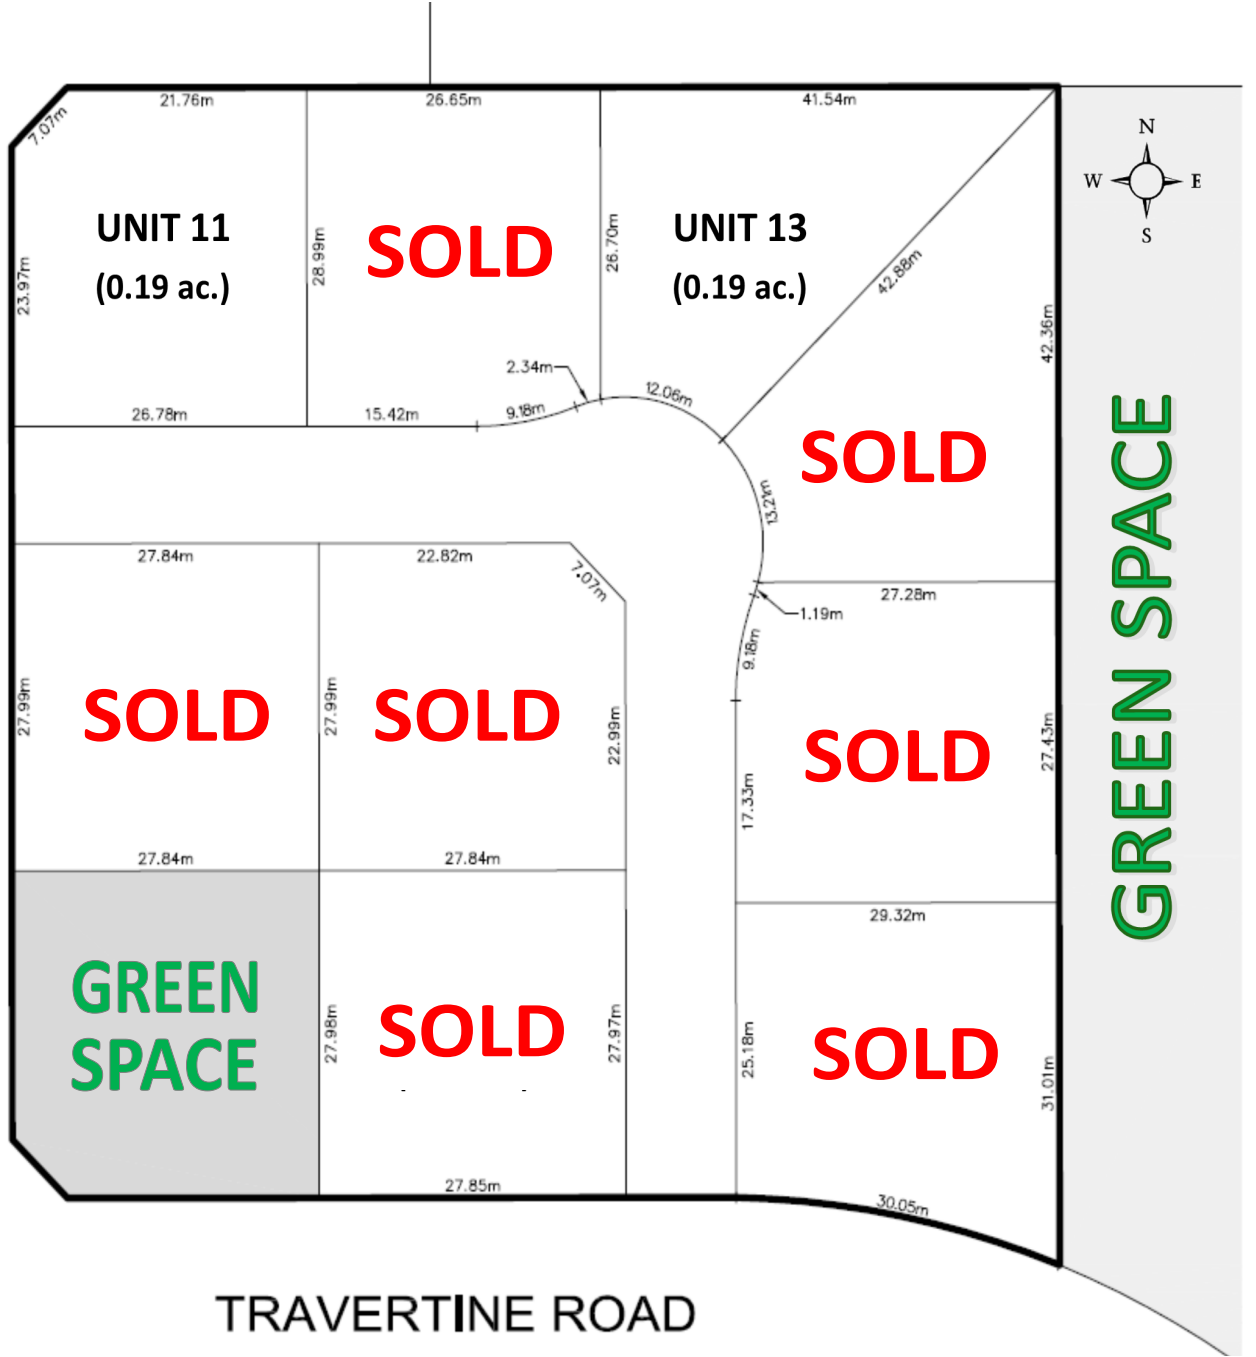 21.76m
26.65m
41.54m
7.07m
N
W E
S
UNIT 11
(0.19 ac.)
SOLD
UNIT 13
(0.19 ac.)
23.97m
28.99m
26.70m
42.88m
42.36m
2.34m
12.06m
26.78m
15.42m
9.18m
SOLD
13.21m
27.84m
22.82m
7.07m
27.28m
1.19m
9.18m
GREEN SPACE
27.99m
SOLD
27.99m
SOLD
22.99m
17.33m
SOLD
27.43m
27.84m
27.84m
29.32m
GREEN
SPACE
27.98m
SOLD
27.97m
25.18m
SOLD
31.01m
27.85m
30.05m
TRAVERTINE ROAD